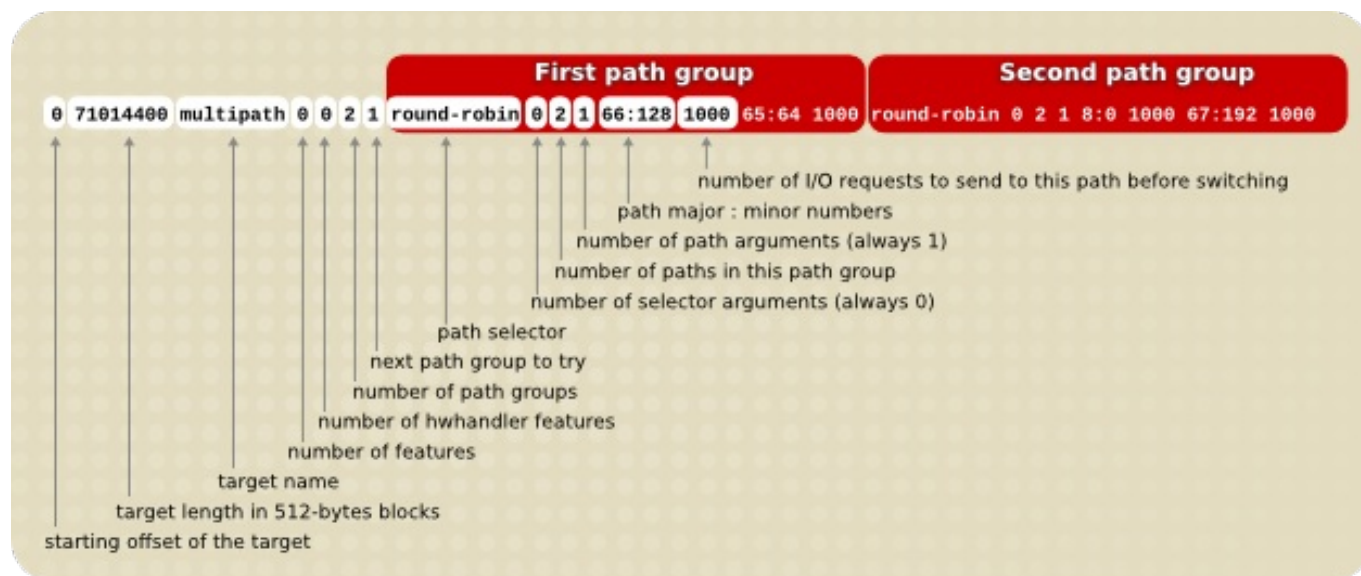 First path group
Second path group
0 71014400 multipath 0 0 2 1 round-robin 0 2 1 66:128 1000 65:64 1000 round-robin 0 2 1 8:0 1000 67:192 1000
number of I/O requests to send to this path before switching
path major : minor numbers
number of path arguments (always 1)
number of paths in this path group
number of selector arguments (always 0)
path selector
next path group to try
number of path groups
number of hwhandler features
number of features
target name
target length in 512-bytes blocks
starting offset of the target